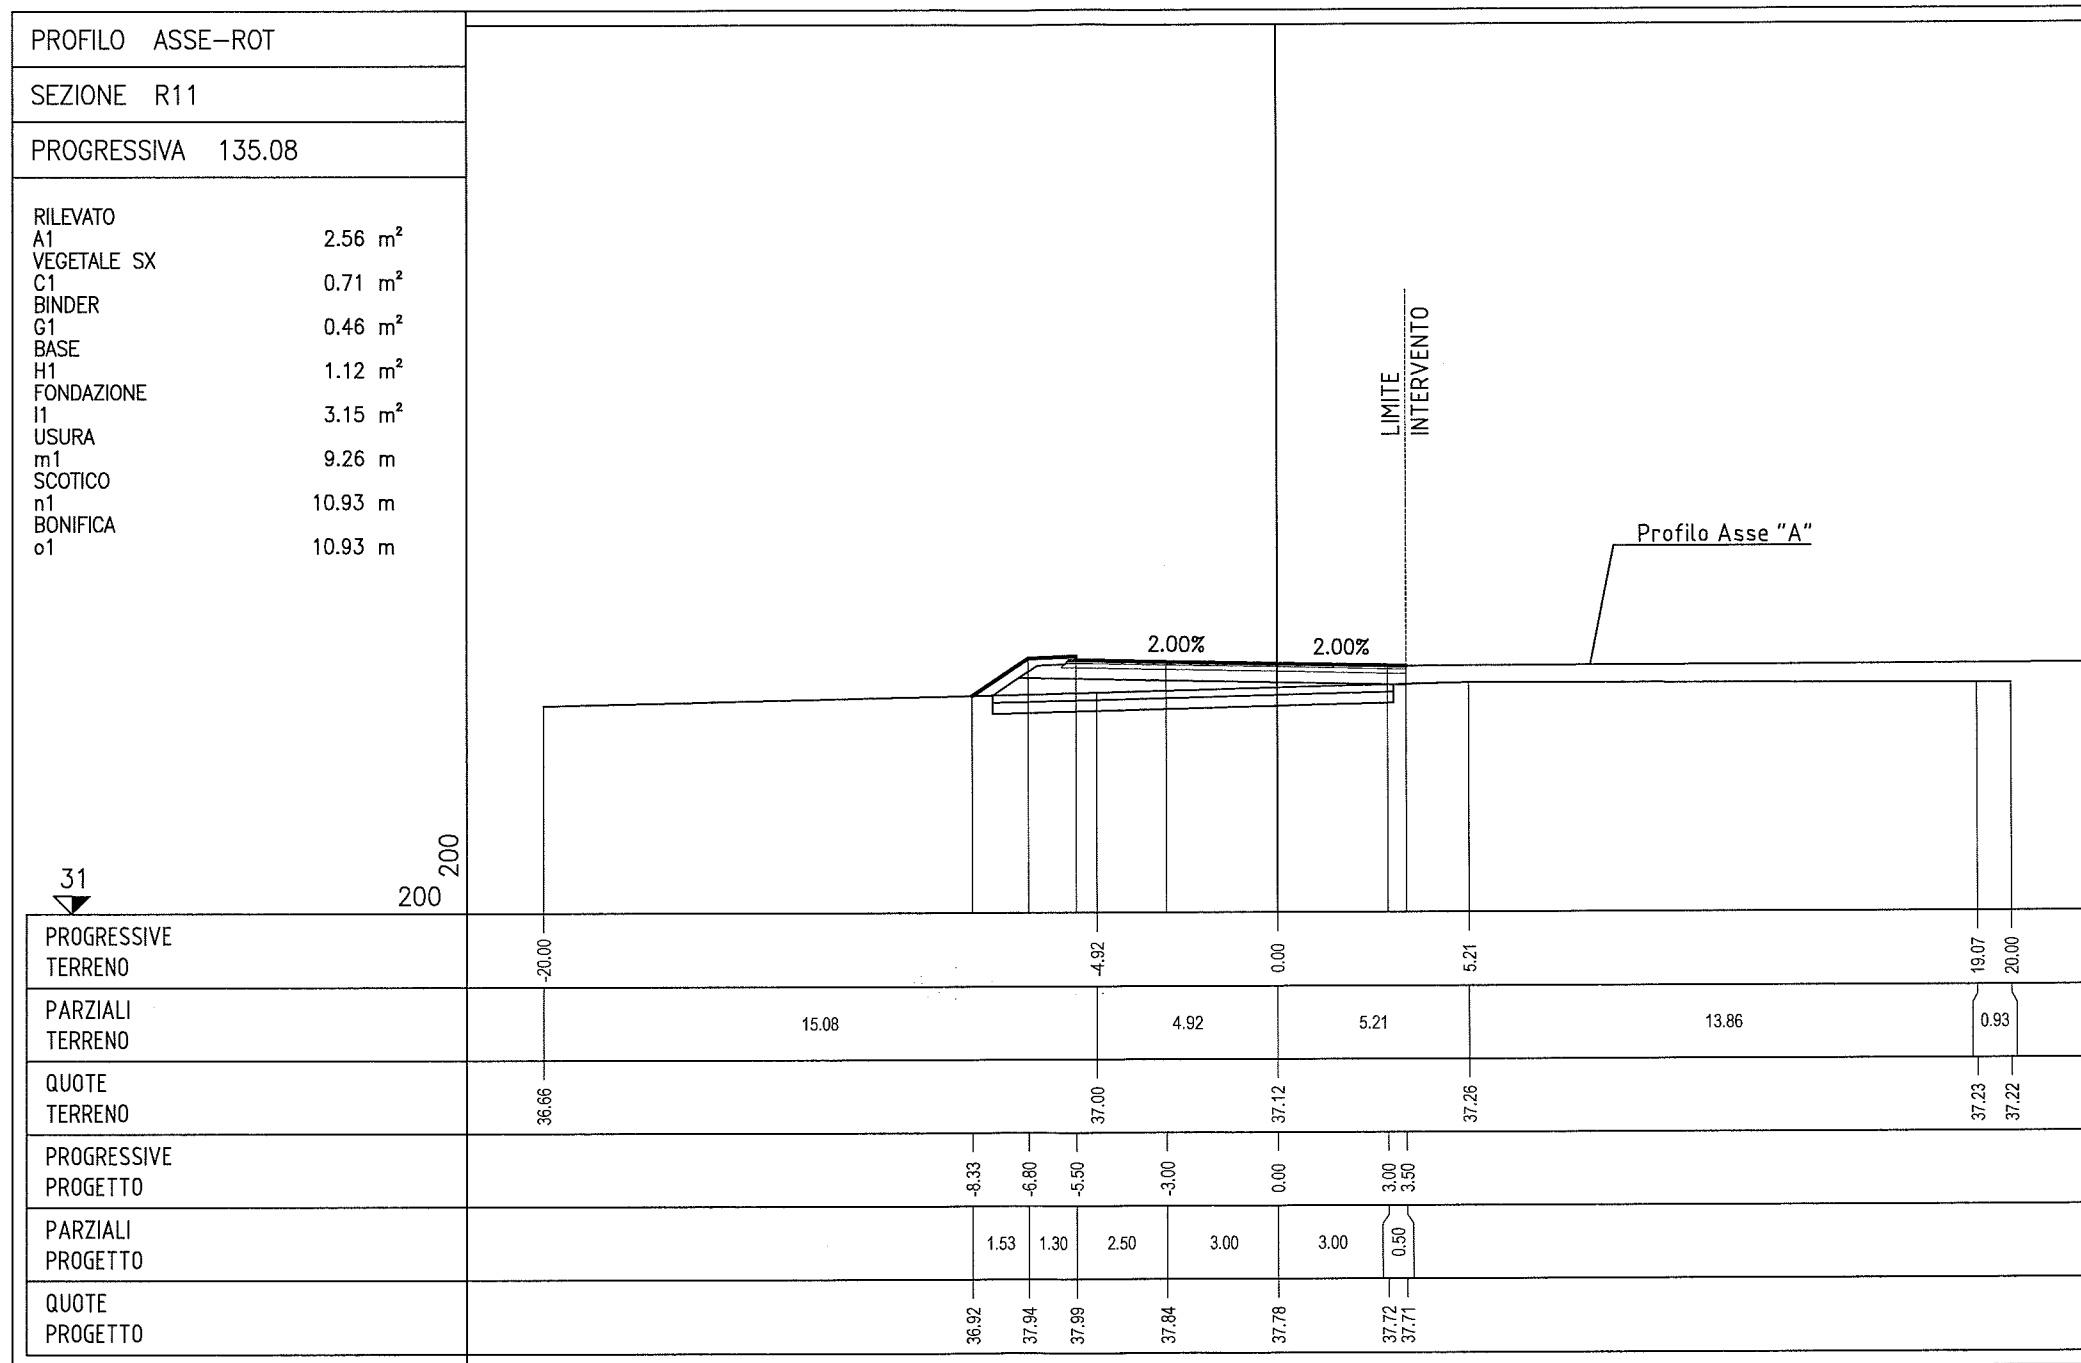 PROFILO ASSE-ROT
SEZIONE R11
PROGRESSIVA 135.08
RILEVATO
A1 2.56 m²
VEGETALE SX
C1 0.71 m²
BINDER
G1 0.46 m²
BASE
H1 1.12 m²
FONDAZIONE
I1 3.15 m²
USURA
m1 9.26 m
SCOTICO
n1 10.93 m
BONIFICA
o1 10.93 m
LIMITE
INTERVENTO
Profilo Asse "A"
2.00% 2.00%
31
200
200
PROGRESSIVE
TERRENO
-20.00 -4.92 0.00 5.21 19.07 20.00
PARZIALI
TERRENO
15.08 4.92 5.21 13.86 0.93
QUOTE
TERRENO
36.66 37.00 37.12 37.26 37.23 37.22
PROGRESSIVE
PROGETTO
-8.33 -6.80 -5.50 -3.00 0.00 3.00 3.50
PARZIALI
PROGETTO
1.53 1.30 2.50 3.00 3.00 0.50
QUOTE
PROGETTO
36.92 37.94 37.99 37.84 37.78 37.72 37.71